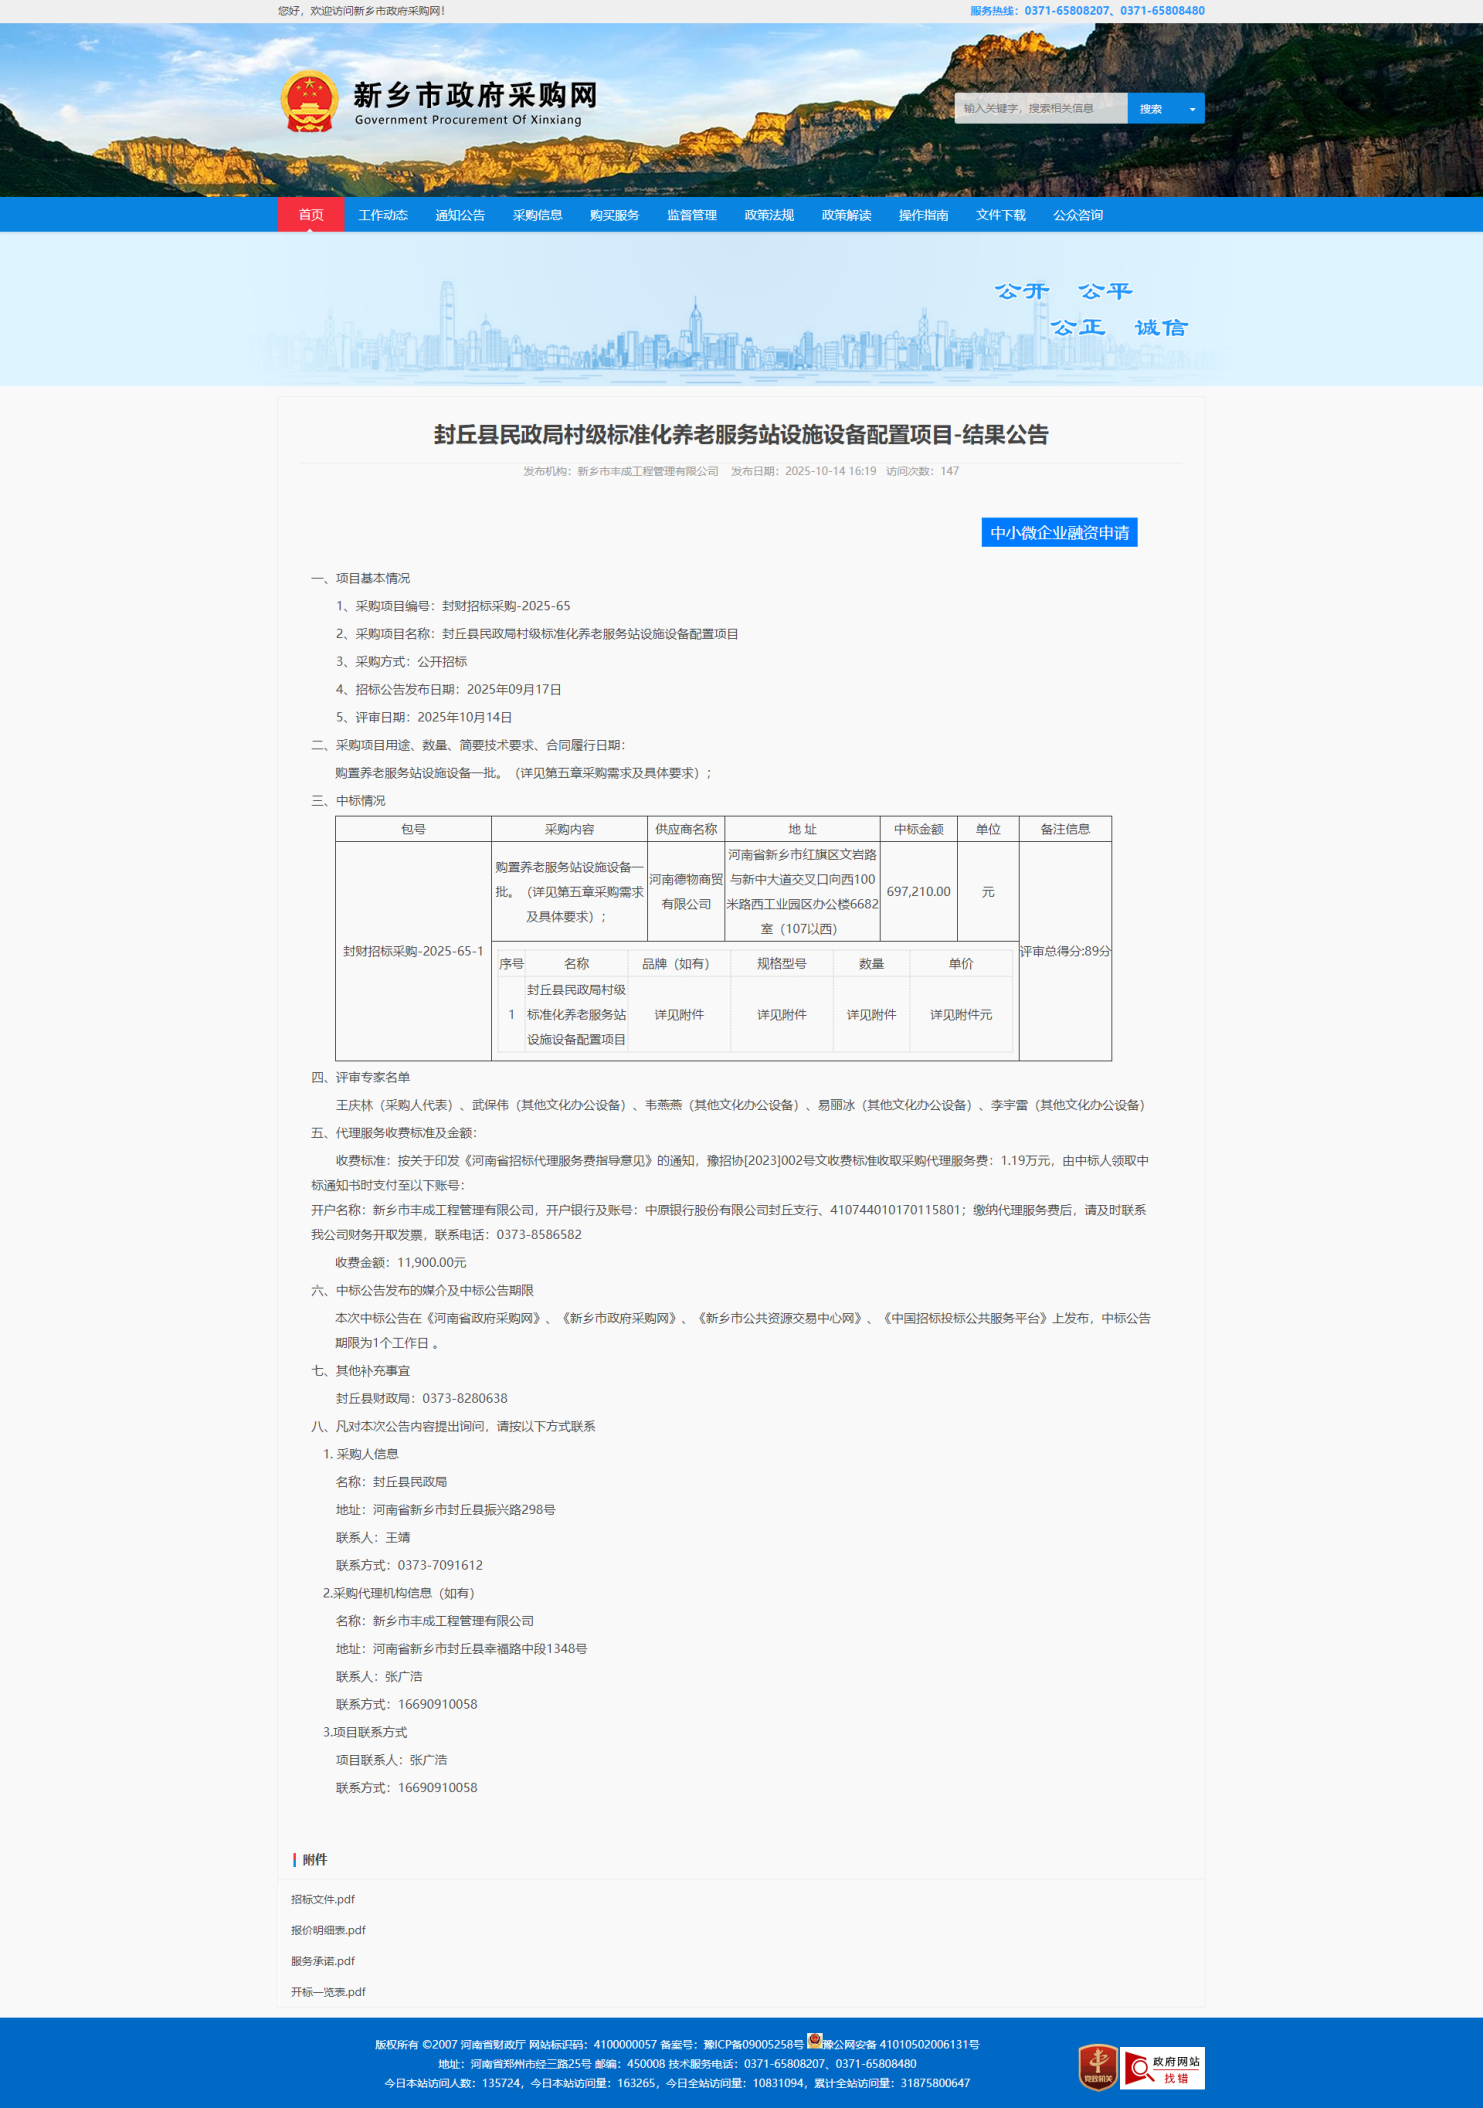 您好，欢迎访问新乡市政府采购网！
服务热线：0371-65808207、0371-65808480
新乡市政府采购网
Government Procurement Of Xinxiang
输入关键字，搜索相关信息
搜索
首页 工作动态 通知公告 采购信息 购买服务 监督管理 政策法规 政策解读 操作指南 文件下载 公众咨询
公开 公平
公正 诚信
封丘县民政局村级标准化养老服务站设施设备配置项目-结果公告
发布机构：新乡市丰成工程管理有限公司 发布日期：2025-10-14 16:19 访问次数：147
中小微企业融资申请
一、项目基本情况
1、采购项目编号：封财招标采购-2025-65
2、采购项目名称：封丘县民政局村级标准化养老服务站设施设备配置项目
3、采购方式：公开招标
4、招标公告发布日期：2025年09月17日
5、评审日期：2025年10月14日
二、采购项目用途、数量、简要技术要求、合同履行日期：
购置养老服务站设施设备一批。（详见第五章采购需求及具体要求）；
三、中标情况
包号 采购内容 供应商名称 地 址 中标金额 单位 备注信息
封财招标采购-2025-65-1
购置养老服务站设施设备一
批。（详见第五章采购需求
及具体要求）；
河南德物商贸
有限公司
河南省新乡市红旗区文岩路
与新中大道交叉口向西100
米路西工业园区办公楼6682
室（107以西）
697,210.00
元
评审总得分:89分
序号 名称 品牌（如有） 规格型号 数量 单价
1
封丘县民政局村级
标准化养老服务站
设施设备配置项目
详见附件 详见附件 详见附件 详见附件元
四、评审专家名单
王庆林（采购人代表）、武保伟（其他文化办公设备）、韦燕燕（其他文化办公设备）、易丽冰（其他文化办公设备）、李宇雷（其他文化办公设备）
五、代理服务收费标准及金额：
收费标准：按关于印发《河南省招标代理服务费指导意见》的通知，豫招协[2023]002号文收费标准收取采购代理服务费：1.19万元，由中标人领取中
标通知书时支付至以下账号：
开户名称：新乡市丰成工程管理有限公司，开户银行及账号：中原银行股份有限公司封丘支行、410744010170115801；缴纳代理服务费后，请及时联系
我公司财务开取发票，联系电话：0373-8586582
收费金额：11,900.00元
六、中标公告发布的媒介及中标公告期限
本次中标公告在《河南省政府采购网》、《新乡市政府采购网》、《新乡市公共资源交易中心网》、《中国招标投标公共服务平台》上发布，中标公告
期限为1个工作日 。
七、其他补充事宜
封丘县财政局：0373-8280638
八、凡对本次公告内容提出询问，请按以下方式联系
1. 采购人信息
名称：封丘县民政局
地址：河南省新乡市封丘县振兴路298号
联系人：王靖
联系方式：0373-7091612
2.采购代理机构信息（如有）
名称：新乡市丰成工程管理有限公司
地址：河南省新乡市封丘县幸福路中段1348号
联系人：张广浩
联系方式：16690910058
3.项目联系方式
项目联系人：张广浩
联系方式：16690910058
附件
招标文件.pdf
报价明细表.pdf
服务承诺.pdf
开标一览表.pdf
版权所有 ©2007 河南省财政厅 网站标识码：4100000057 备案号：豫ICP备09005258号 豫公网安备 41010502006131号
地址：河南省郑州市经三路25号 邮编：450008 技术服务电话：0371-65808207、0371-65808480
今日本站访问人数：135724，今日本站访问量：163265，今日全站访问量：10831094，累计全站访问量：31875800647
党政机关
政府网站
找错